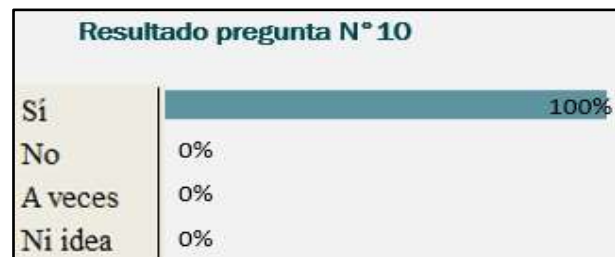 Resultado pregunta N°10
Sí 100%
No 0%
A veces 0%
Ni idea 0%